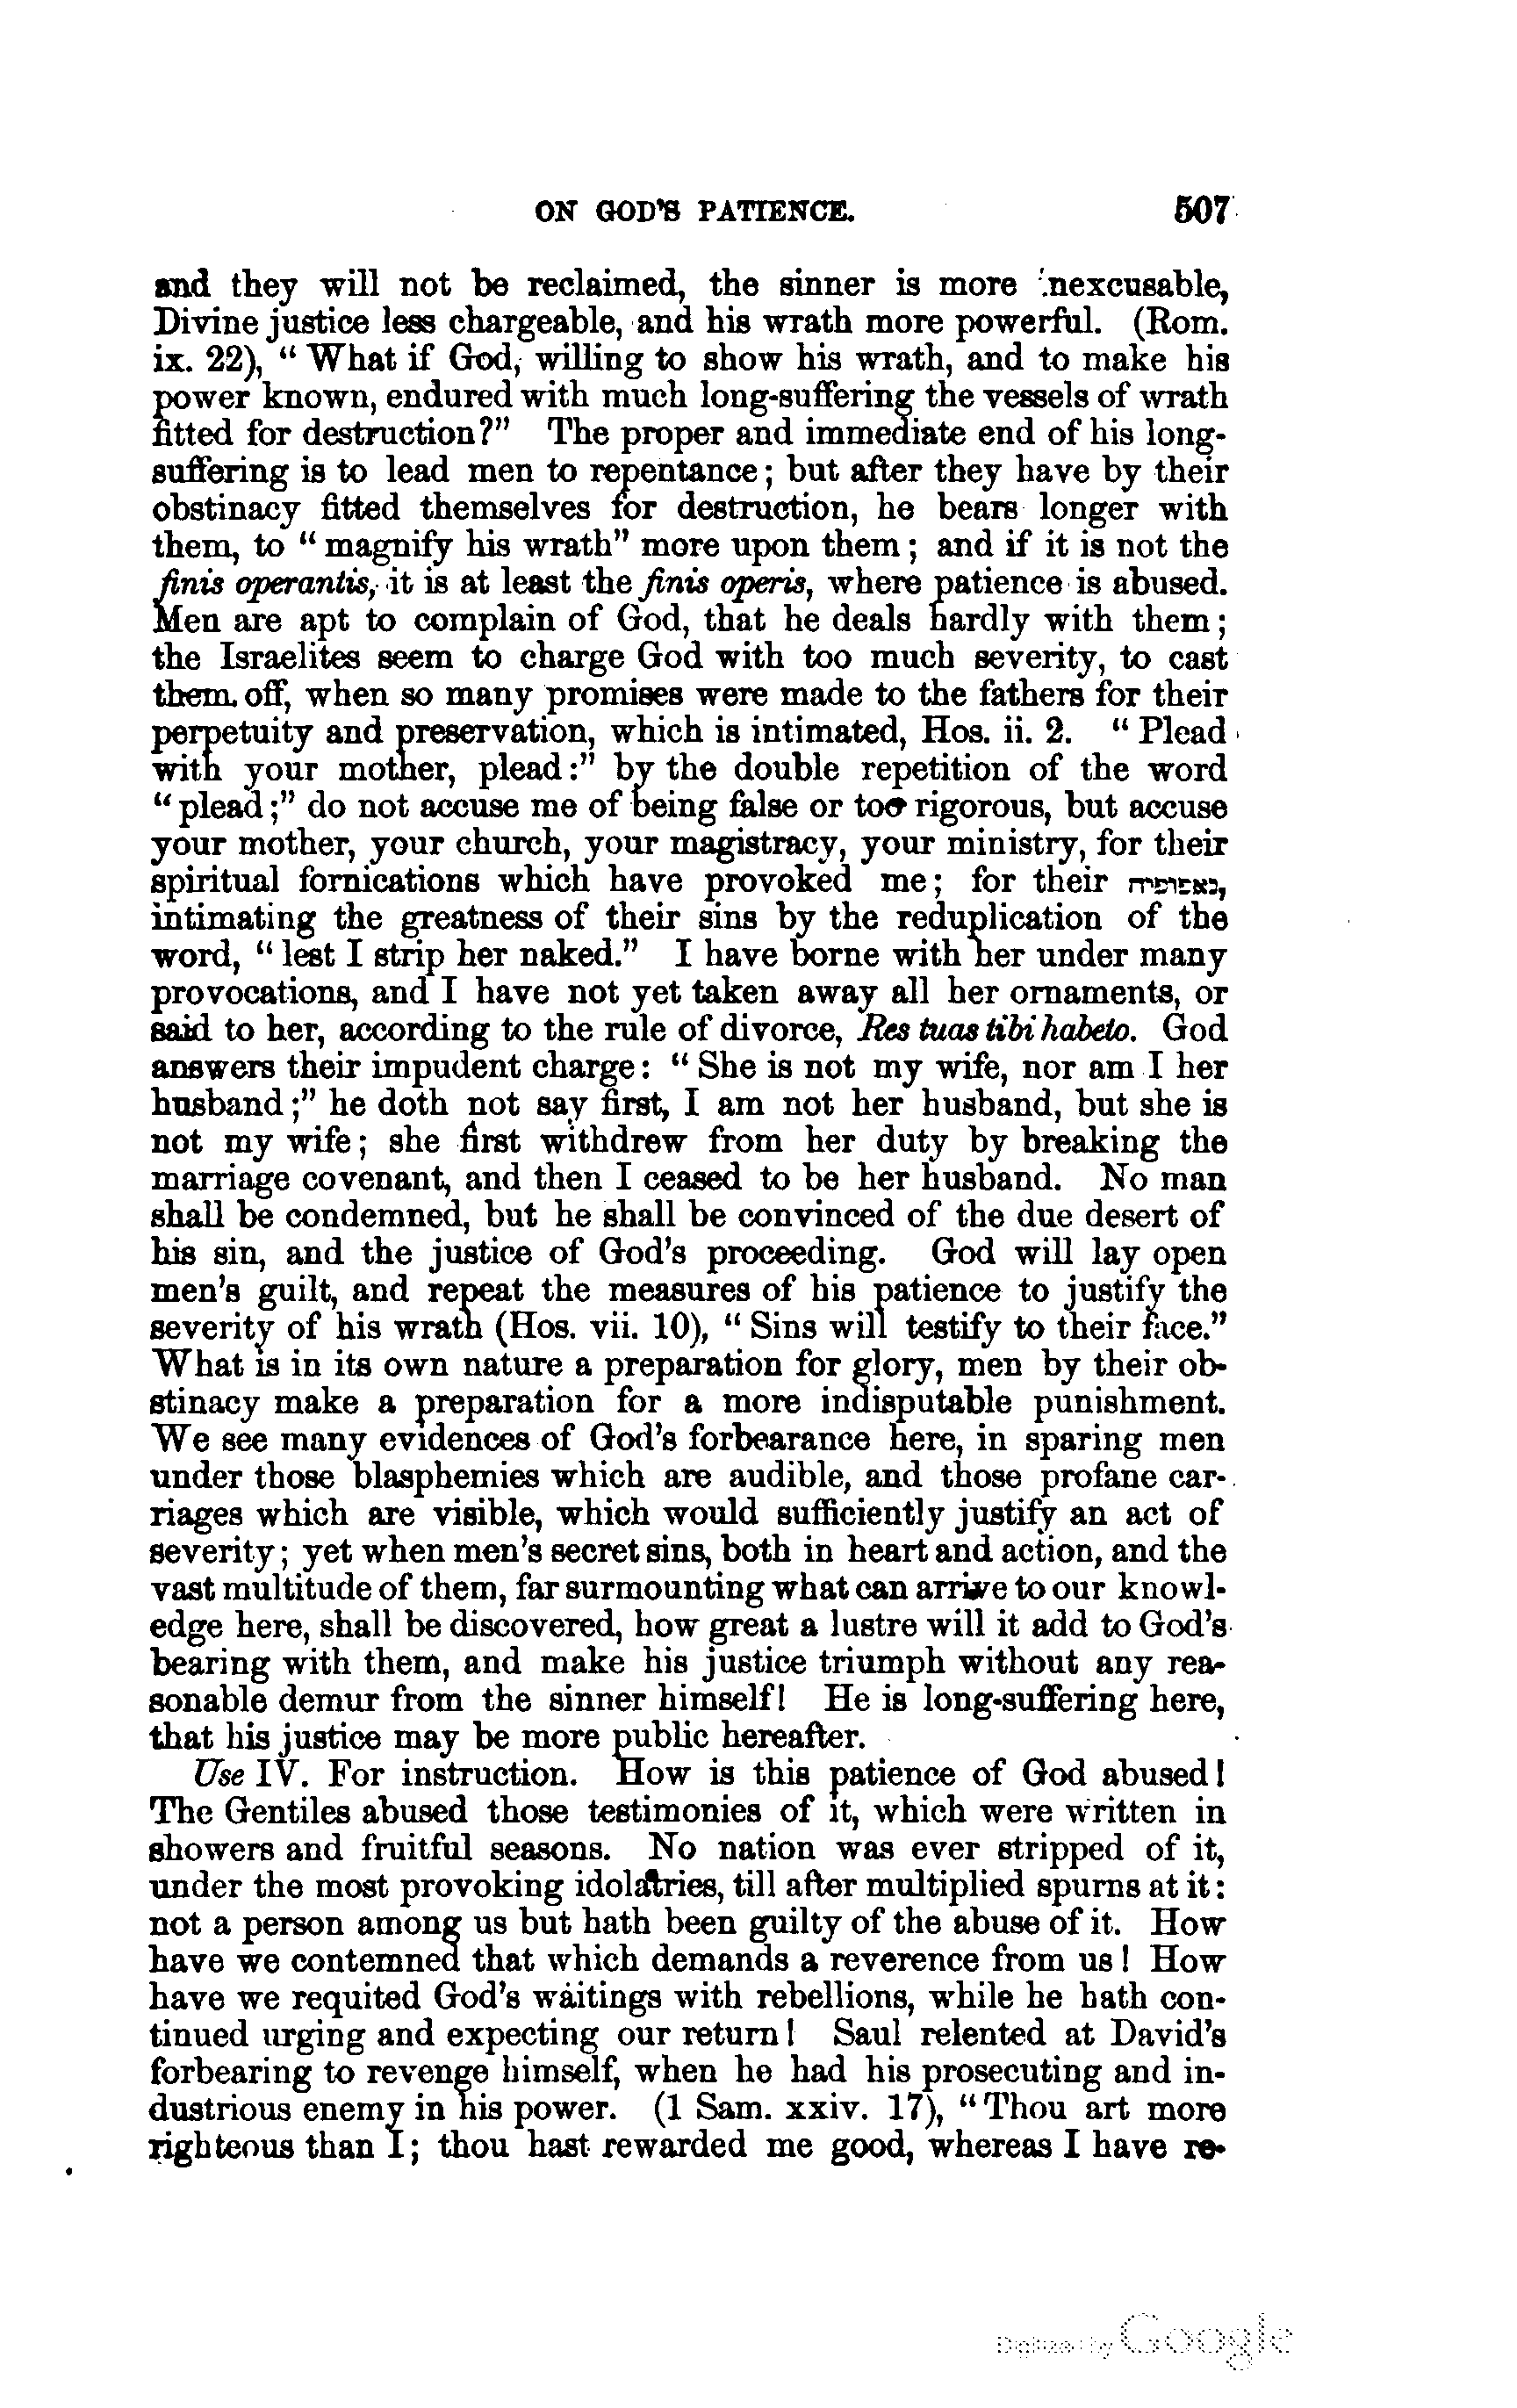 ON GOD'S PATIENCE. 507
and they will not be reclaimed, the sinner is more inexcusable,
Divine justice less chargeable, and his wrath more powerful. (Rom.
ix. 22), “ What if God, willing to show his wrath, and to make his
power known, endured with much long-suffering the vessels of wrath
fitted for destruction?” The proper and immediate end of his long-
suffering is to lead men to repentance; but after they have by their
obstinacy fitted themselves for destruction, he bears longer with
them, to “ magnify his wrath” more upon them; and if it is not the
finis operantis, it is at least the finis operis, where patience is abused.
Men are apt to complain of God, that he deals hardly with them;
the Israelites seem to charge God with too much severity, to cast
them off, when so many promises were made to the fathers for their
perpetuity and preservation, which is intimated, Hos. ii. 2. “ Plead
with your mother, plead:” by the double repetition of the word
“ plead;” do not accuse me of being false or too rigorous, but accuse
your mother, your church, your magistracy, your ministry, for their
spiritual fornications which have provoked me; for their
intimating the greatness of their sins by the reduplication of the
word, “ lest I strip her naked.” I have borne with her under many
provocations, and I have not yet taken away all her ornaments, or
said to her, according to the rule of divorce, Res tuas tibi habeto. God
answers their impudent charge: “ She is not my wife, nor am I her
husband;” he doth not say first, I am not her husband, but she is
not my wife; she first withdrew from her duty by breaking the
marriage covenant, and then I ceased to be her husband. No man
shall be condemned, but he shall be convinced of the due desert of
his sin, and the justice of God's proceeding. God will lay open
men's guilt, and repeat the measures of his patience to justify the
severity of his wrath (Hos. vii. 10), “ Sins will testify to their face.”
What is in its own nature a preparation for glory, men by their ob-
stinacy make a preparation for a more indisputable punishment.
We see many evidences of God's forbearance here, in sparing men
under those blasphemies which are audible, and those profane car-
riages which are visible, which would sufficiently justify an act of
severity; yet when men's secret sins, both in heart and action, and the
vast multitude of them, far surmounting what can arrive to our knowl-
edge here, shall be discovered, how great a lustre will it add to God's
bearing with them, and make his justice triumph without any rea-
sonable demur from the sinner himself! He is long-suffering here,
that his justice may be more public hereafter.
Use IV. For instruction. How is this patience of God abused!
The Gentiles abused those testimonies of it, which were written in
showers and fruitful seasons. No nation was ever stripped of it,
under the most provoking idolatries, till after multiplied spurns at it:
not a person among us but hath been guilty of the abuse of it. How
have we contemned that which demands a reverence from us! How
have we requited God's waitings with rebellions, while he hath con-
tinued urging and expecting our return! Saul relented at David's
forbearing to revenge himself, when he had his prosecuting and in-
dustrious enemy in his power. (1 Sam. xxiv. 17), “ Thou art more
righteous than I; thou hast rewarded me good, whereas I have re-
Digitized by Google